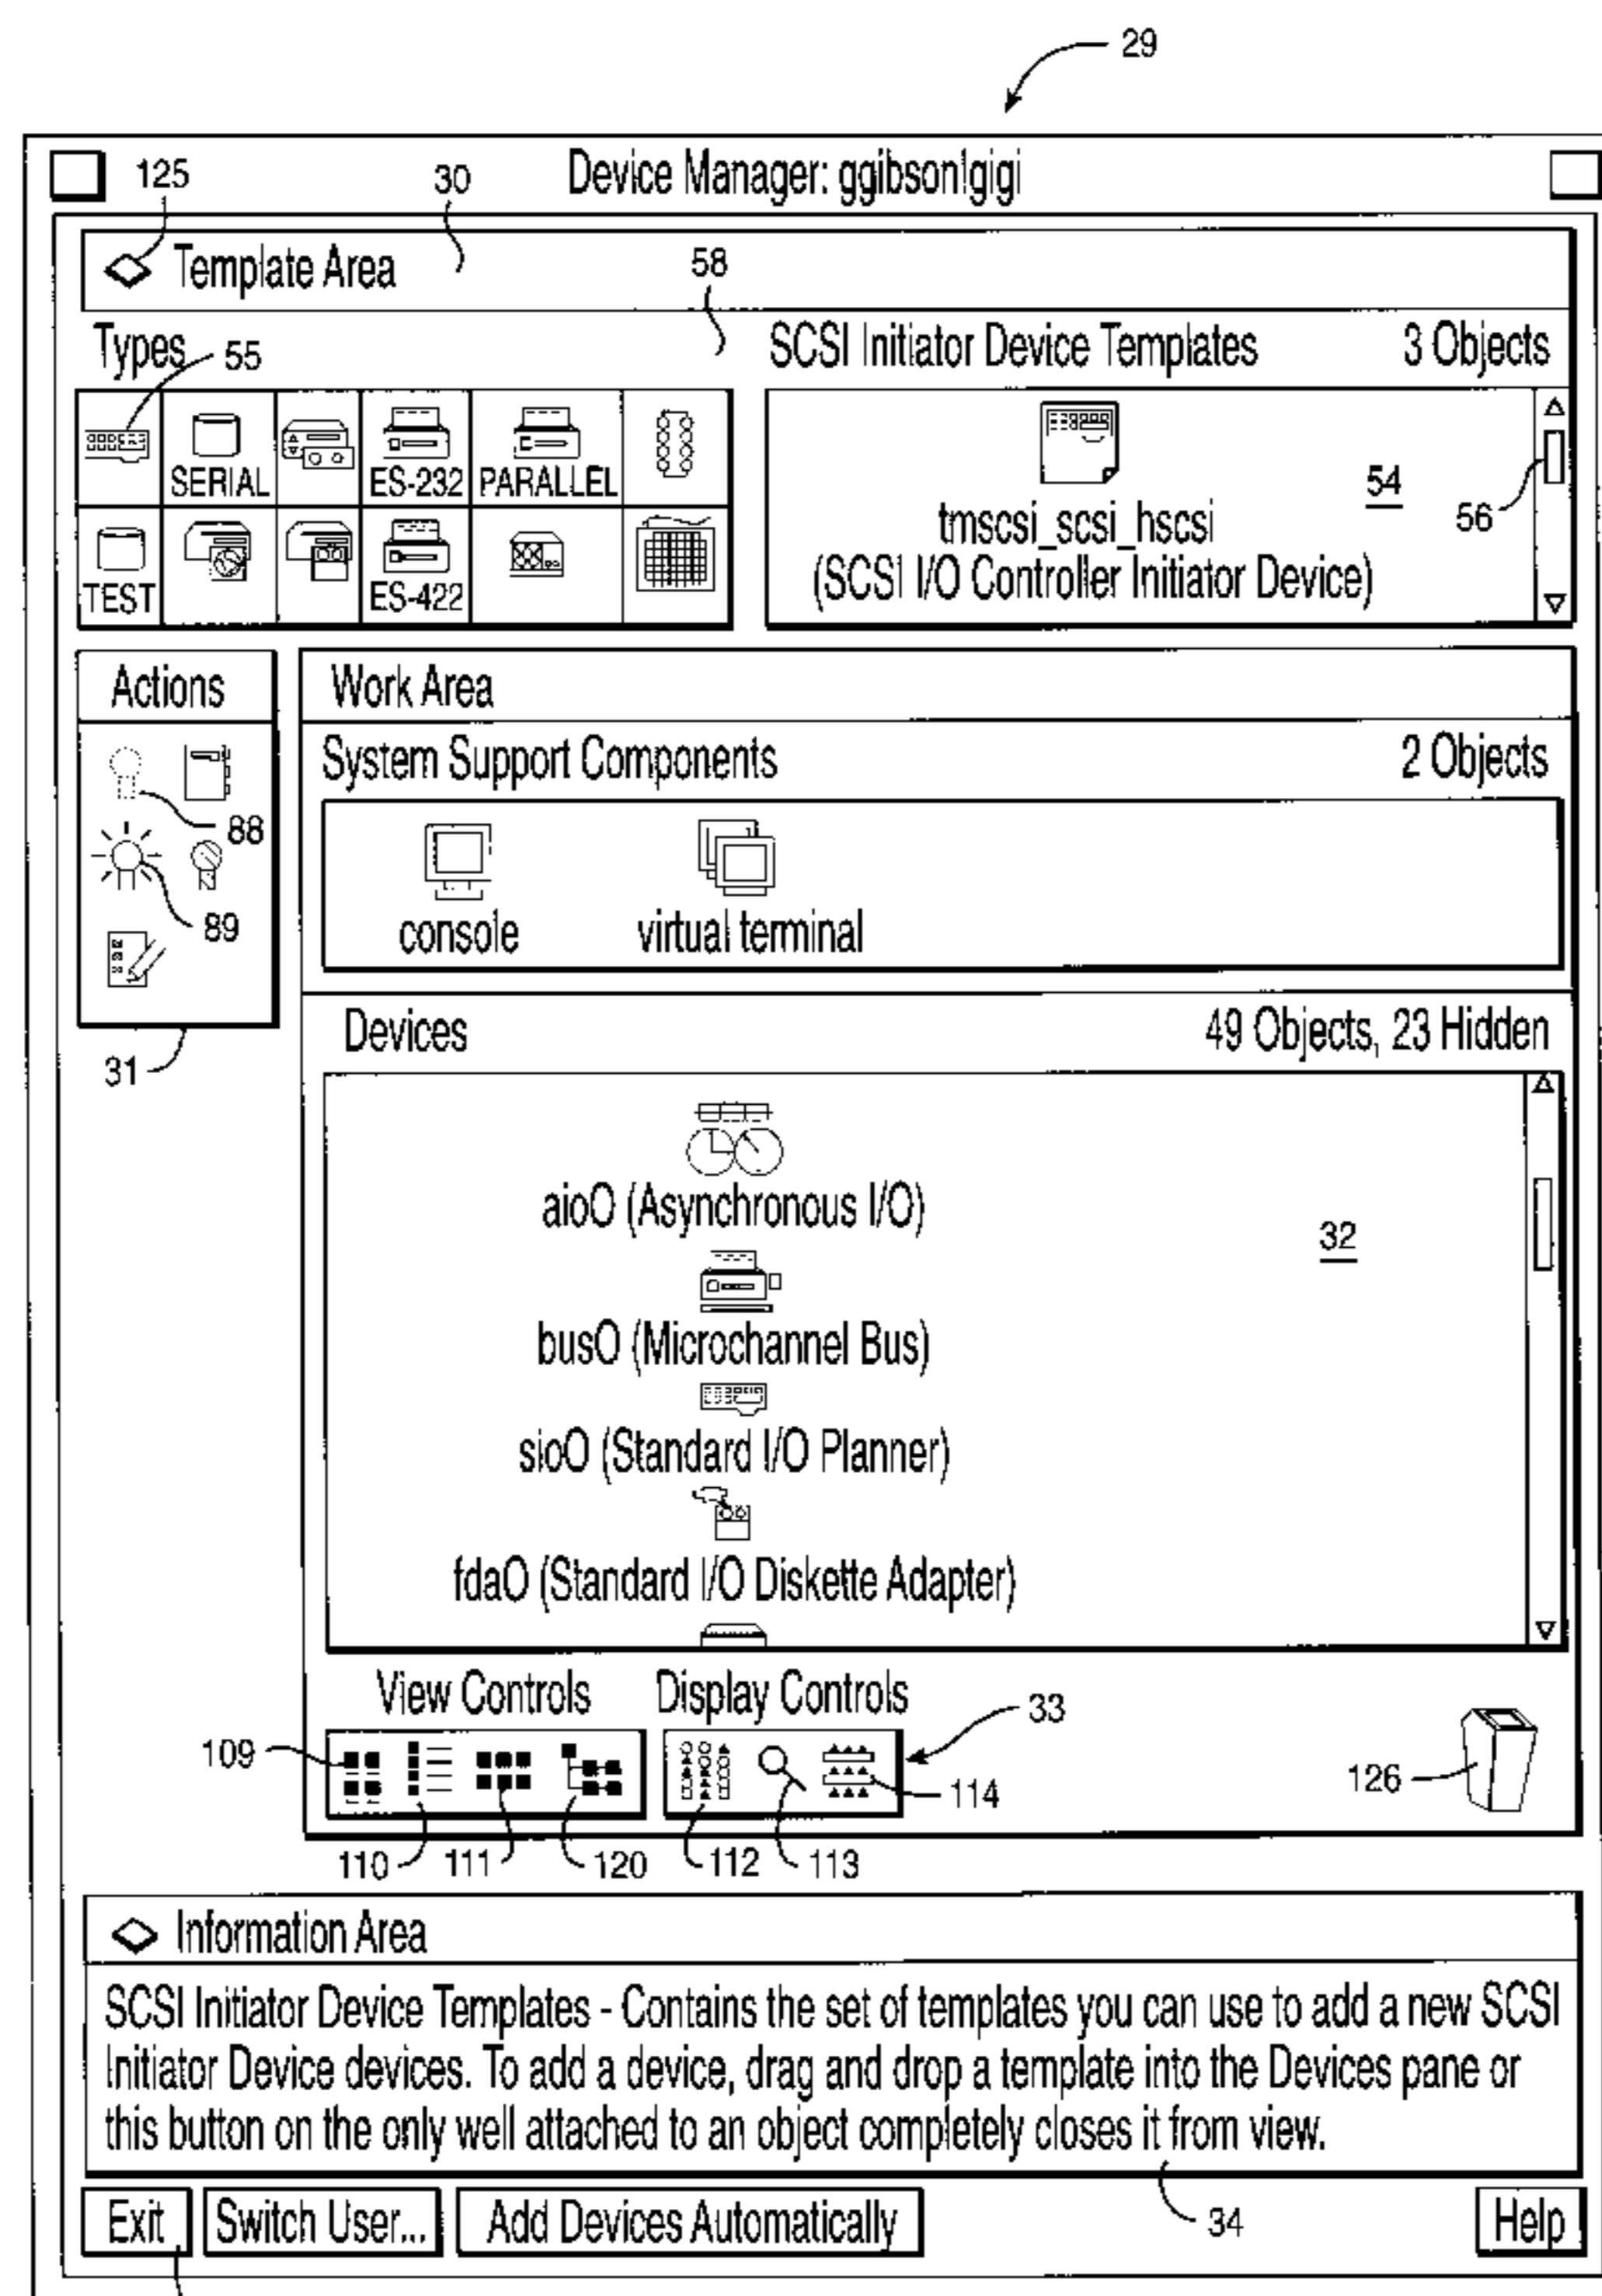 29
Device Manager: ggibson!gigi
125
30
Template Area
58
Types
55
SCSI Initiator Device Templates
3 Objects
SERIAL
ES-232
PARALLEL
TEST
ES-422
tmscsi_scsi_hscsi
(SCSI I/O Controller Initiator Device)
54
56
Actions
88
89
31
Work Area
System Support Components
2 Objects
console
virtual terminal
Devices
49 Objects, 23 Hidden
aioO (Asynchronous I/O)
32
busO (Microchannel Bus)
sioO (Standard I/O Planner)
fdaO (Standard I/O Diskette Adapter)
View Controls
Display Controls
33
109
114
126
110
111
120
112
113
Information Area
SCSI Initiator Device Templates - Contains the set of templates you can use to add a new SCSI
Initiator Device devices. To add a device, drag and drop a template into the Devices pane or
this button on the only well attached to an object completely closes it from view.
34
Exit
Switch User...
Add Devices Automatically
Help